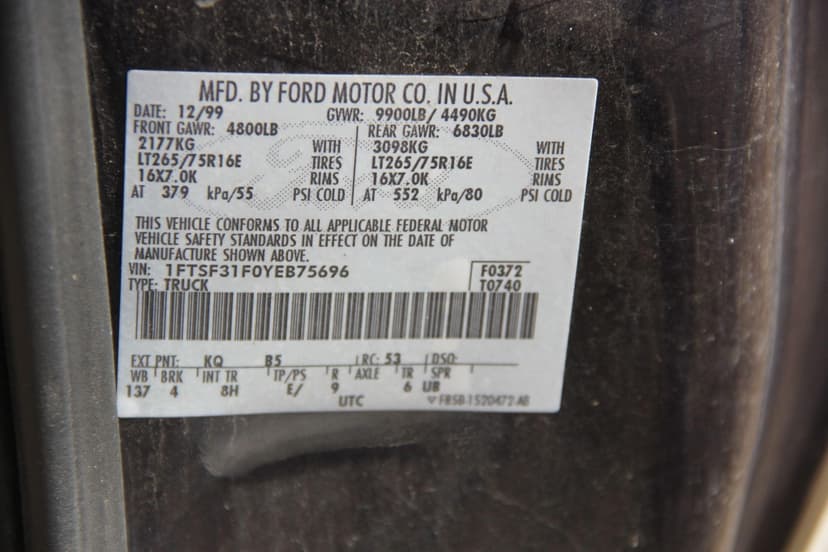 MFD. BY FORD MOTOR CO. IN U.S.A.
DATE: 12/99 GVWR: 9900LB/ 4490KG
FRONT GAWR: 4800LB REAR GAWR: 6830LB
2177KG WITH 3098KG WITH
LT265/75R16E TIRES LT265/75R16E TIRES
16X7.0K RIMS 16X7.0K RIMS
AT 379 kPa/55 PSI COLD AT 552 kPa/80 PSI COLD
THIS VEHICLE CONFORMS TO ALL APPLICABLE FEDERAL MOTOR
VEHICLE SAFETY STANDARDS IN EFFECT ON THE DATE OF
MANUFACTURE SHOWN ABOVE.
VIN: 1FTSF31F0YEB75696 F0372
TYPE: TRUCK T0740
EXT PNT: KQ B5 RC: 53 DSO:
WB BRK INT TR TP/PS R AXLE TR SPR
137 4 8H E/ 9 6 UB
UTC F85B-1520472-AB